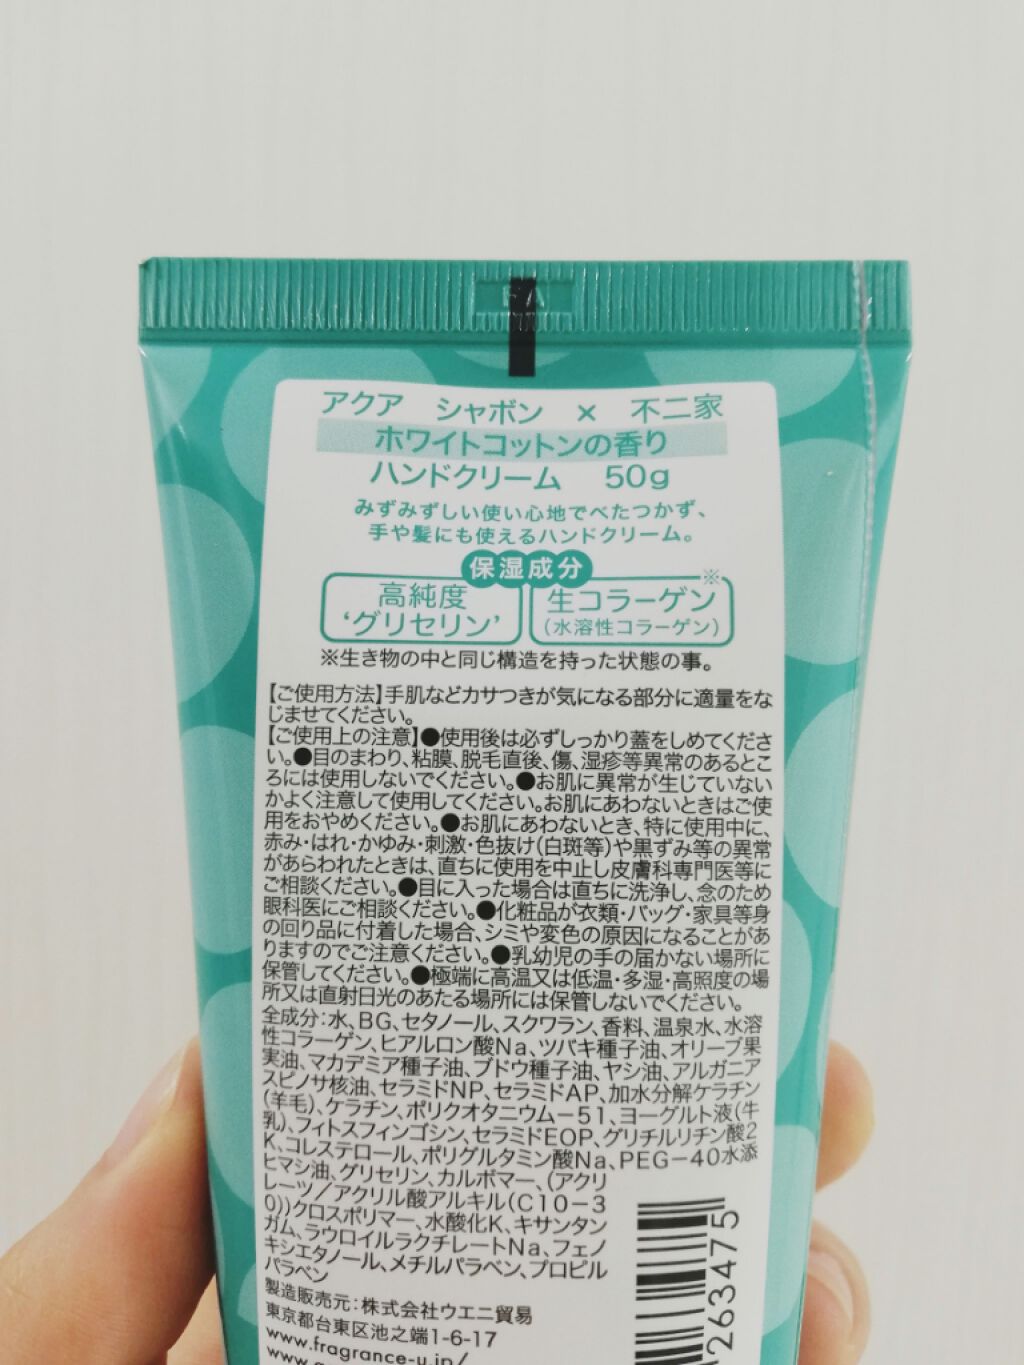 アクア シャボン × 不二家
ホワイトコットンの香り
ハンドクリーム 50g
みずみずしい使い心地でべたつかず、
手や髪にも使えるハンドクリーム。
保湿成分
高純度
‘グリセリン’
生コラーゲン※
(水溶性コラーゲン)
※生き物の中と同じ構造を持った状態の事。
【ご使用方法】手肌などカサつきが気になる部分に適量をな
じませてください。
【ご使用上の注意】●使用後は必ずしっかり蓋をしめてくださ
い。●目のまわり、粘膜、脱毛直後、傷、湿疹等異常のあるとこ
ろには使用しないでください。●お肌に異常が生じていない
かよく注意して使用してください。お肌にあわないときはご使
用をおやめください。●お肌にあわないとき、特に使用中に、
赤み・はれ・かゆみ・刺激・色抜け(白斑等)や黒ずみ等の異常
があらわれたときは、直ちに使用を中止し皮膚科専門医等に
ご相談ください。●目に入った場合は直ちに洗浄し、念のため
眼科医にご相談ください。●化粧品が衣類・バッグ・家具等身
の回り品に付着した場合、シミや変色の原因になることがあ
りますのでご注意ください。●乳幼児の手の届かない場所に
保管してください。●極端に高温又は低温・多湿・高照度の場
所又は直射日光のあたる場所には保管しないでください。
全成分:水、BG、セタノール、スクワラン、香料、温泉水、水溶
性コラーゲン、ヒアルロン酸Na、ツバキ種子油、オリーブ果
実油、マカデミア種子油、ブドウ種子油、ヤシ油、アルガニア
スピノサ核油、セラミドNP、セラミドAP、加水分解ケラチン
(羊毛)、ケラチン、ポリクオタニウム－51、ヨーグルト液(牛
乳)、フィトスフィンゴシン、セラミドEOP、グリチルリチン酸2
K、コレステロール、ポリグルタミン酸Na、PEG－40水添
ヒマシ油、グリセリン、カルボマー、(アクリ
レーツ／アクリル酸アルキル(C10－3
0))クロスポリマー、水酸化K、キサンタン
ガム、ラウロイルラクチレートNa、フェノ
キシエタノール、メチルパラベン、プロピル
パラベン
製造販売元:株式会社ウエニ貿易
東京都台東区池之端1-6-17
www.fragrance-u.jp/
2634475